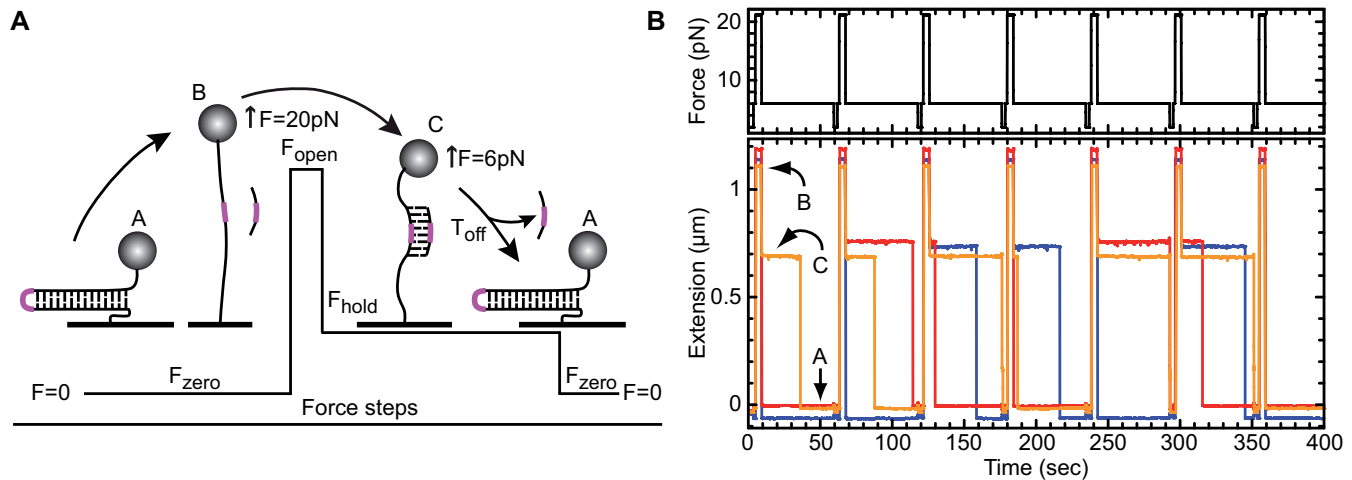 A
B
↑F=20pN
C
↑F=6pN
F_open
A
T_off
A
F_hold
F=0
F_zero
F_zero
F=0
Force steps
B
Force (pN)
20
10
Extension (μm)
1
0.5
0
B
C
A
0 50 100 150 200 250 300 350 400
Time (sec)